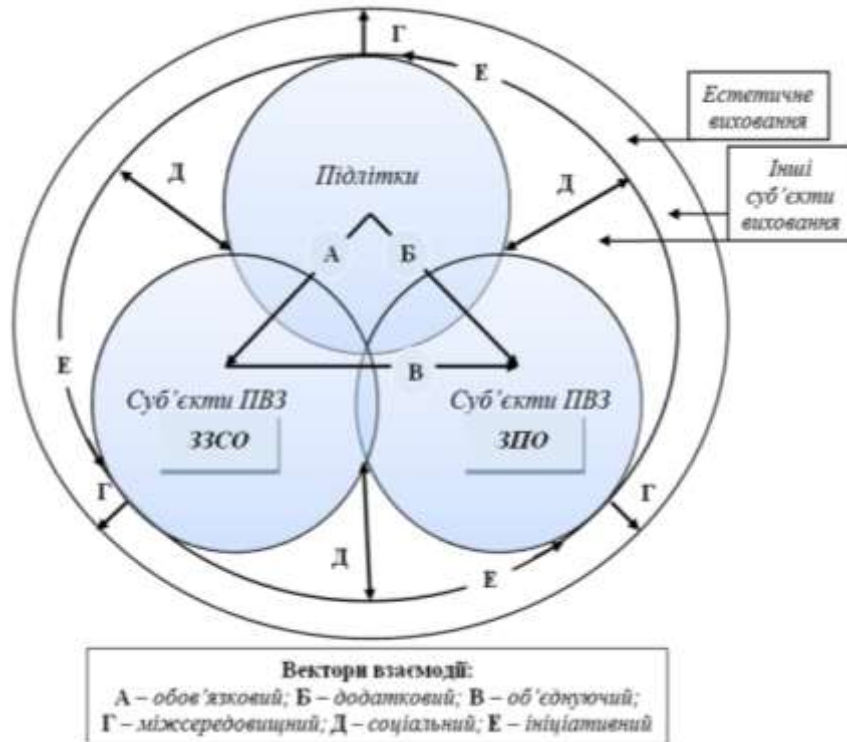 Г
Е
Естетичне
виховання
Д
Підлітки
Д
Інші
суб’єкти
виховання
А
Б
Е
В
Суб’єкти ПВЗ
ЗЗСО
Суб’єкти ПВЗ
ЗПО
Г
Г
Д
Е
Вектори взаємодії:
А – обов’язковий; Б – додатковий; В – об’єднуючий;
Г – міжсередовищний; Д – соціальний; Е – ініціативний